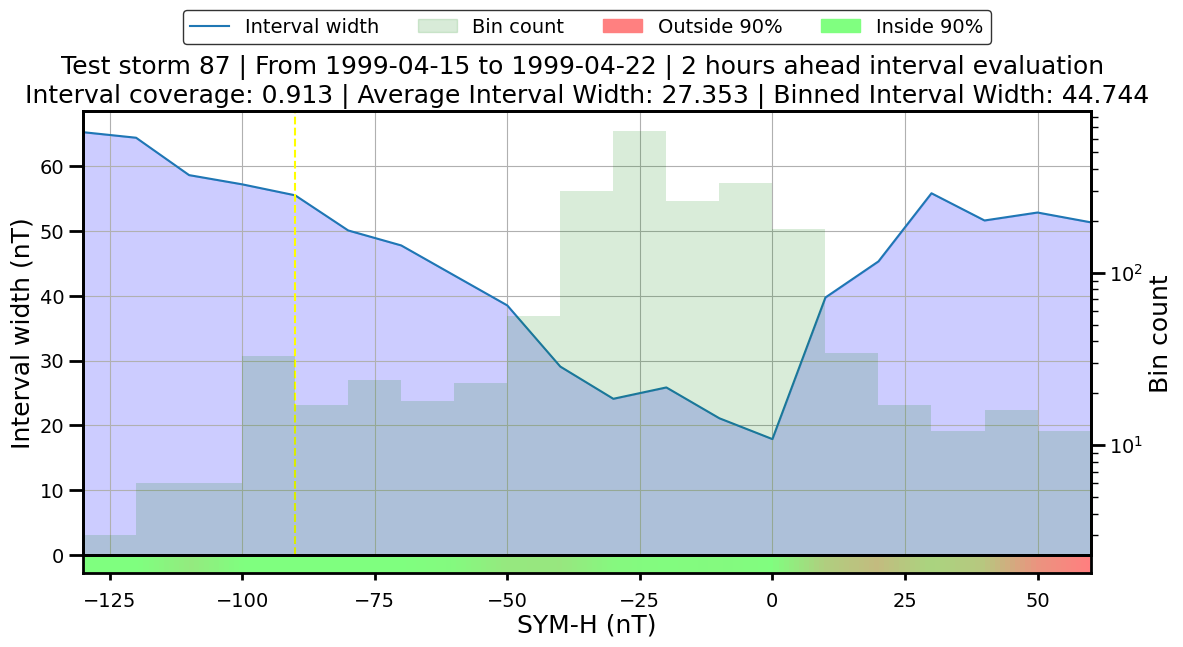 Interval width Bin count Outside 90% Inside 90%
Test storm 87 | From 1999-04-15 to 1999-04-22 | 2 hours ahead interval evaluation
Interval coverage: 0.913 | Average Interval Width: 27.353 | Binned Interval Width: 44.744
Interval width (nT)
60
50
40
30
20
10
0
10²
10¹
Bin count
−125 −100 −75 −50 −25 0 25 50
SYM-H (nT)